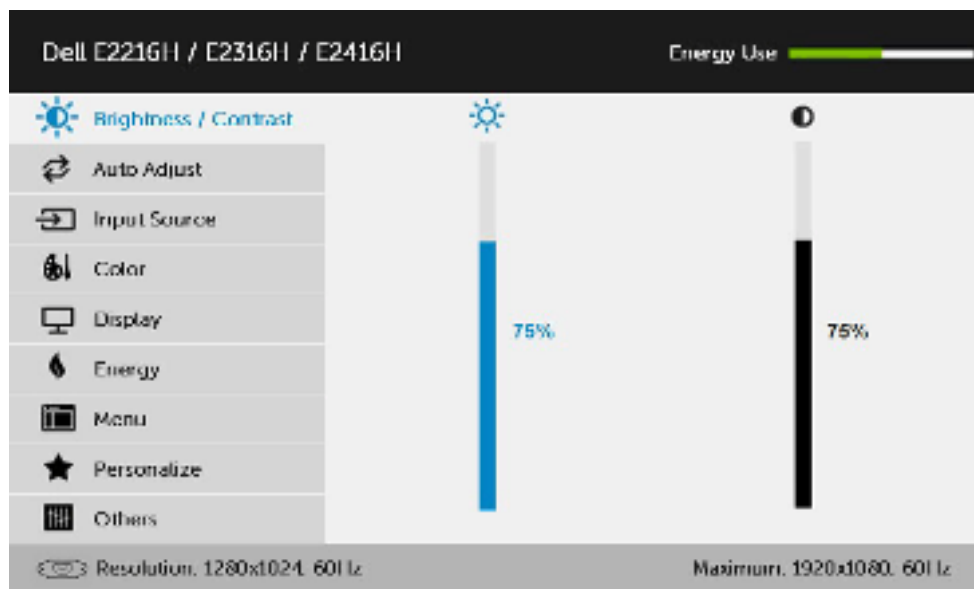 Dell E2216H / E2316H / E2416H
Energy Use
Brightness / Contrast
Auto Adjust
Input Source
Color
Display
Energy
Menu
Personalize
Others
75%
75%
Resolution: 1280x1024, 60Hz
Maximum: 1920x1080, 60Hz